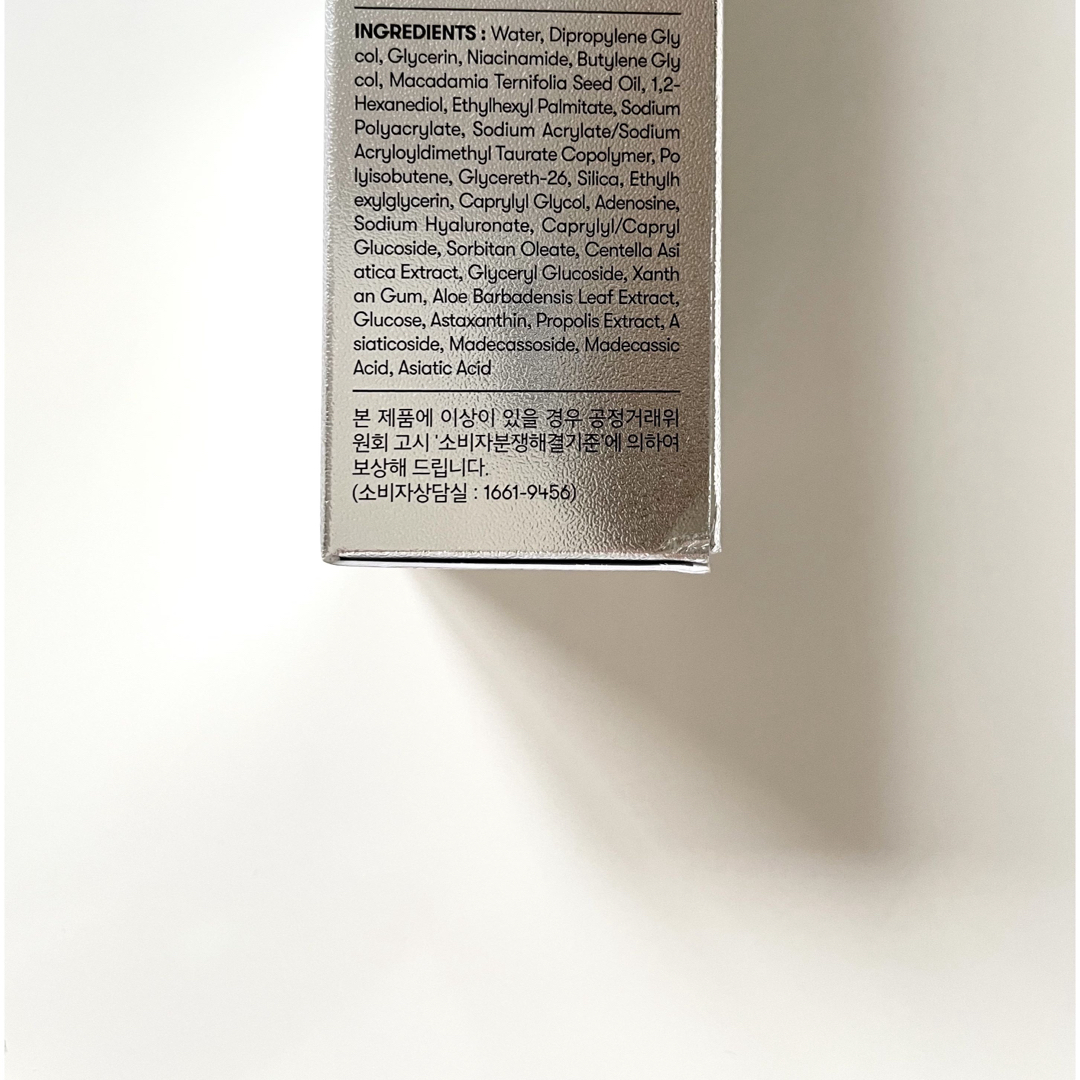 INGREDIENTS : Water, Dipropylene Gly
col, Glycerin, Niacinamide, Butylene Gly
col, Macadamia Ternifolia Seed Oil, 1,2-
Hexanediol, Ethylhexyl Palmitate, Sodium
Polyacrylate, Sodium Acrylate/Sodium
Acryloyldimethyl Taurate Copolymer, Po
lyisobutene, Glycereth-26, Silica, Ethylh
exylglycerin, Caprylyl Glycol, Adenosine,
Sodium Hyaluronate, Caprylyl/Capryl
Glucoside, Sorbitan Oleate, Centella Asi
atica Extract, Glyceryl Glucoside, Xanth
an Gum, Aloe Barbadensis Leaf Extract,
Glucose, Astaxanthin, Propolis Extract, A
siaticoside, Madecassoside, Madecassic
Acid, Asiatic Acid
본 제품에 이상이 있을 경우 공정거래위
원회 고시 '소비자분쟁해결기준'에 의하여
보상해 드립니다.
(소비자상담실 : 1661-9456)